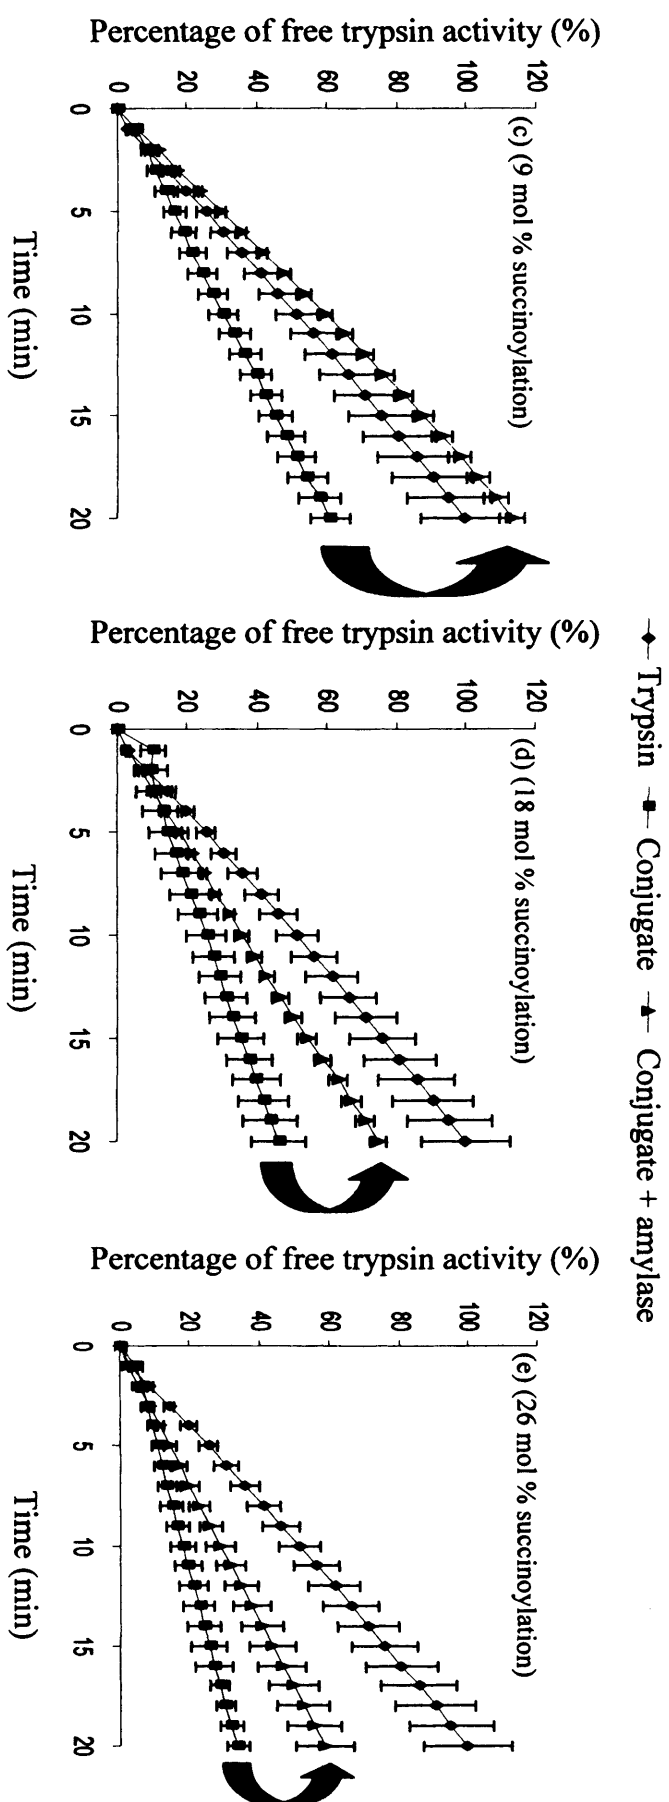 Trypsin Conjugate Conjugate + amylase
(c) (9 mol % succinoylation)
Percentage of free trypsin activity (%)
120
100
80
60
40
20
0
0 5 10 15 20
Time (min)
(d) (18 mol % succinoylation)
Percentage of free trypsin activity (%)
120
100
80
60
40
20
0
0 5 10 15 20
Time (min)
(e) (26 mol % succinoylation)
Percentage of free trypsin activity (%)
120
100
80
60
40
20
0
0 5 10 15 20
Time (min)